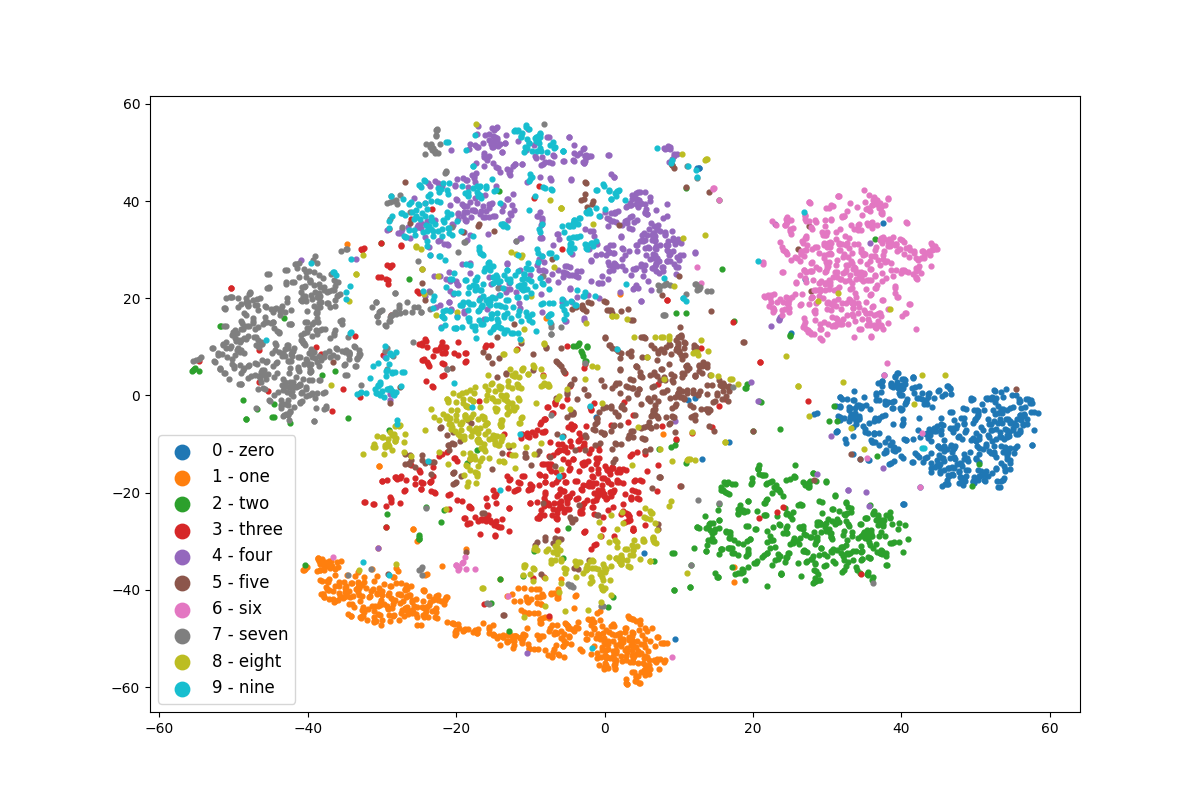 60
40
20
0
−20
−40
−60
0 - zero
1 - one
2 - two
3 - three
4 - four
5 - five
6 - six
7 - seven
8 - eight
9 - nine
−60 −40 −20 0 20 40 60